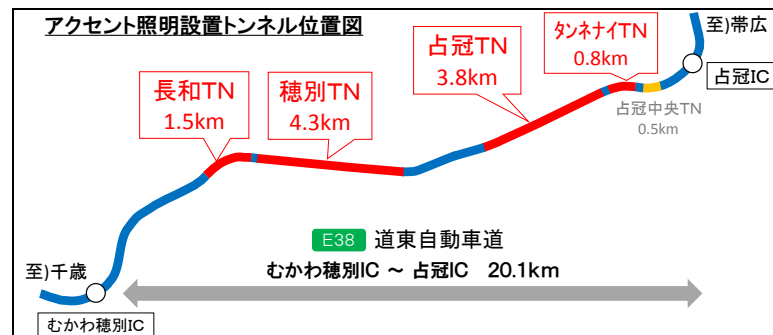 アクセント照明設置トンネル位置図
至)帯広
占冠IC
タンネナイTN
0.8km
占冠TN
3.8km
占冠中央TN
0.5km
長和TN
1.5km
穂別TN
4.3km
E38 道東自動車道
むかわ穂別IC ～ 占冠IC 20.1km
至)千歳
むかわ穂別IC